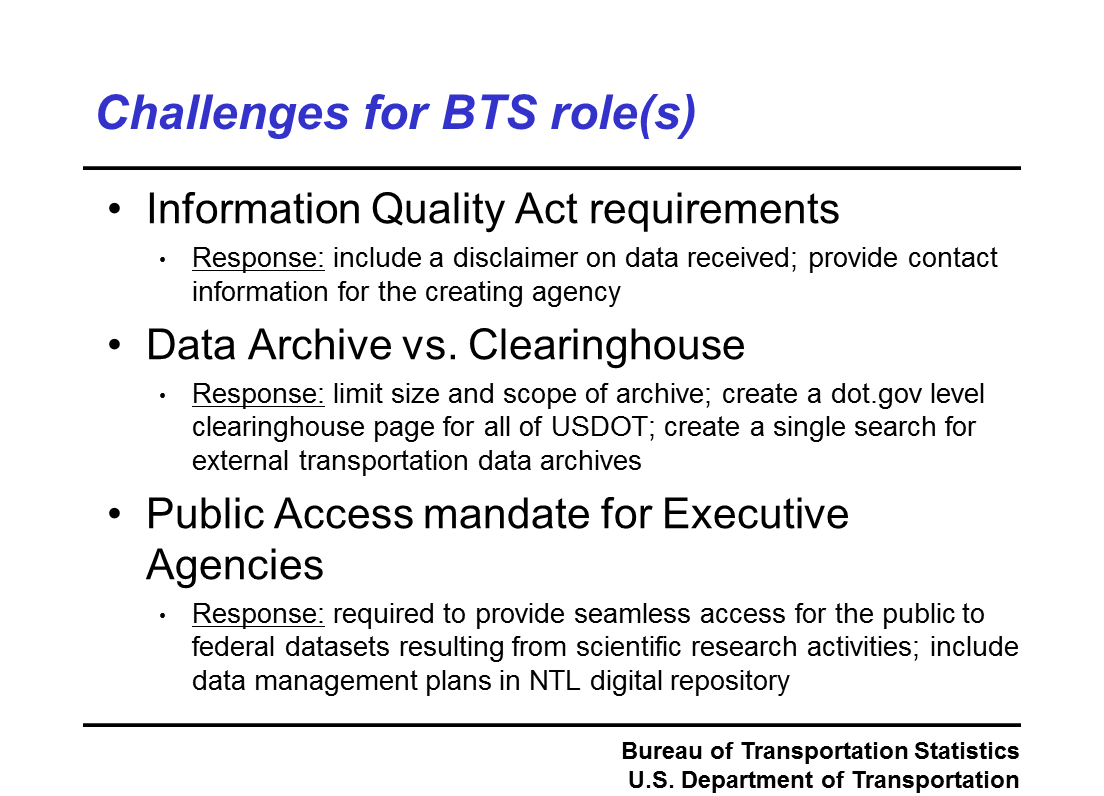 Challenges for BTS role(s)
• Information Quality Act requirements
• Response: include a disclaimer on data received; provide contact
information for the creating agency
• Data Archive vs. Clearinghouse
• Response: limit size and scope of archive; create a dot.gov level
clearinghouse page for all of USDOT; create a single search for
external transportation data archives
• Public Access mandate for Executive
Agencies
• Response: required to provide seamless access for the public to
federal datasets resulting from scientific research activities; include
data management plans in NTL digital repository
Bureau of Transportation Statistics
U.S. Department of Transportation